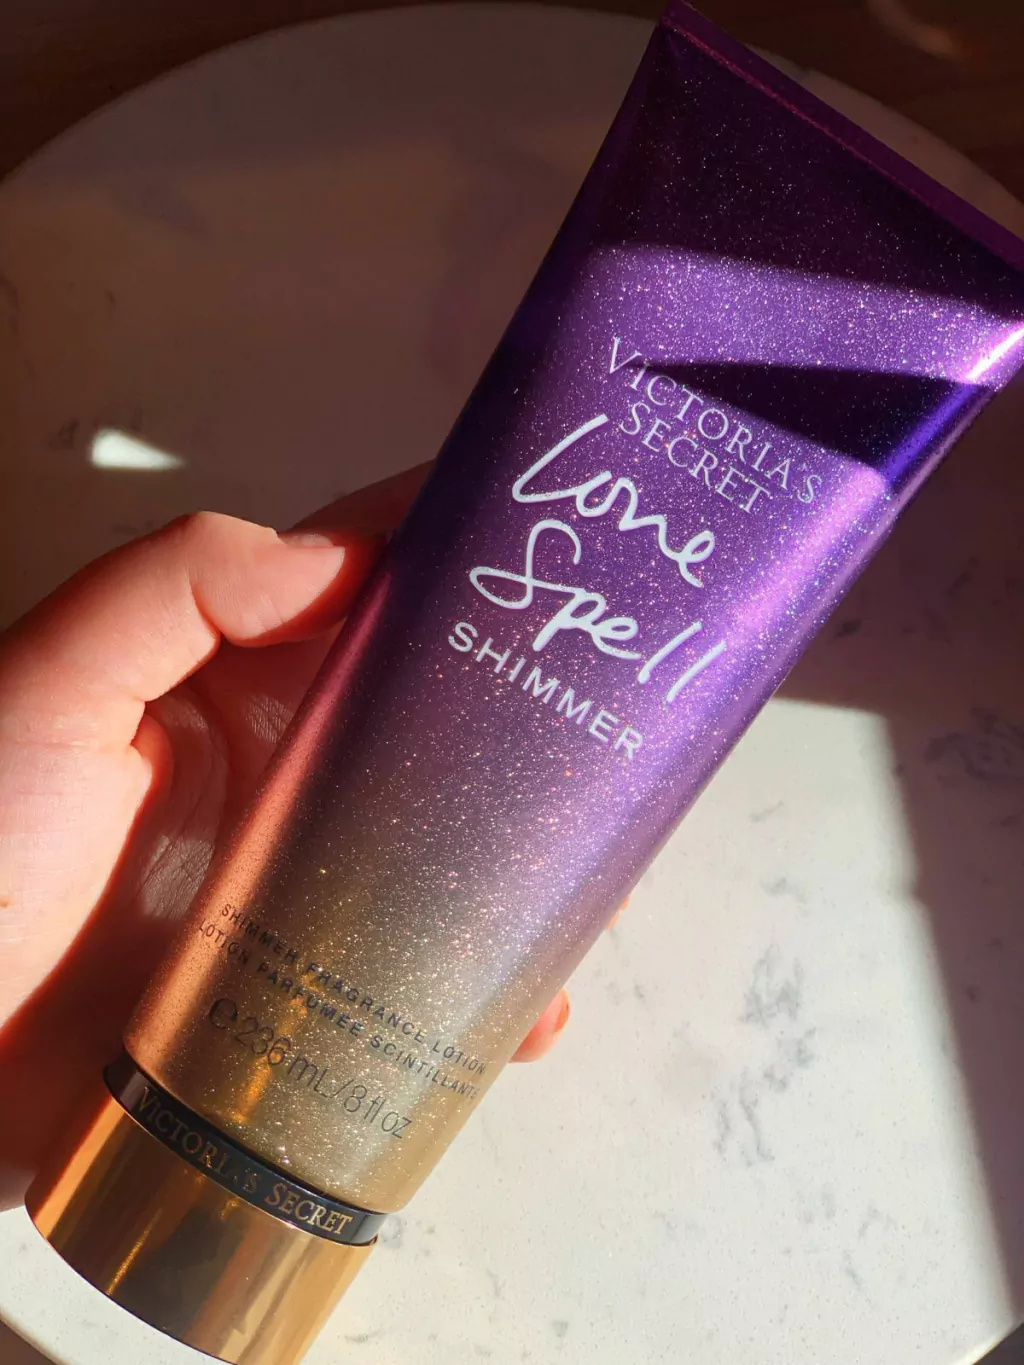 VICTORIA'S
SECRET
Love
Spell
SHIMMER
SHIMMER FRAGRANCE LOTION
LOTION PARFUMÉE SCINTILLANTE
℮ 236 mL/8 fl oz
VICTORIA'S SECRET